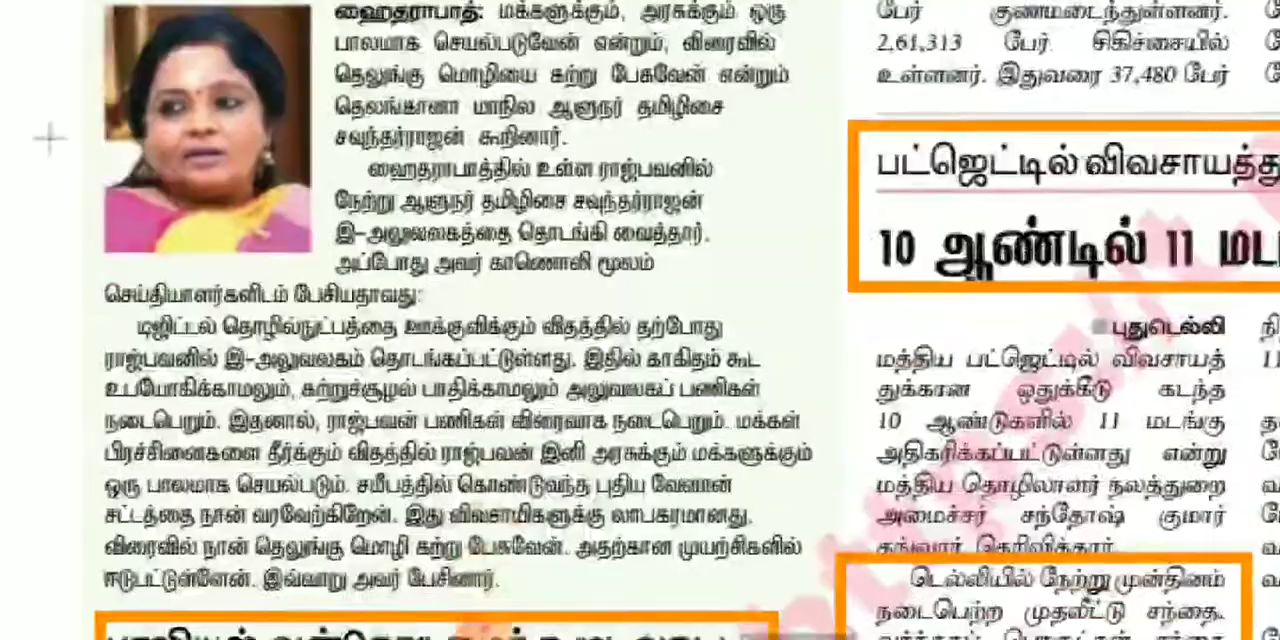 ஹைதராபாத்: மக்களுக்கும், அரசுக்கும் ஒரு
பாலமாக செயல்படுவேன் என்றும், விரைவில்
தெலுங்கு மொழியை கற்று பேசுவேன் என்றும்
தெலங்கானா மாநில ஆளுநர் தமிழிசை
சவுந்தர்ராஜன் கூறினார்.
ஹைதராபாத்தில் உள்ள ராஜ்பவனில்
நேற்று ஆளுநர் தமிழிசை சவுந்தர்ராஜன்
இ-அலுவலகத்தை தொடங்கி வைத்தார்.
அப்போது அவர் காணொலி மூலம்
செய்தியாளர்களிடம் பேசியதாவது:
டிஜிட்டல் தொழில்நுட்பத்தை ஊக்குவிக்கும் விதத்தில் தற்போது
ராஜ்பவனில் இ-அலுவலகம் தொடங்கப்பட்டுள்ளது. இதில் காகிதம் கூட
உபயோகிக்காமலும், சுற்றுச்சூழல் பாதிக்காமலும் அலுவலகப் பணிகள்
நடைபெறும். இதனால், ராஜ்பவன் பணிகள் விரைவாக நடைபெறும். மக்கள்
பிரச்சினைகளை தீர்க்கும் விதத்தில் ராஜ்பவன் இனி அரசுக்கும் மக்களுக்கும்
ஒரு பாலமாக செயல்படும். சமீபத்தில் கொண்டுவந்த புதிய வேளாண்
சட்டத்தை நான் வரவேற்கிறேன். இது விவசாயிகளுக்கு லாபகரமானது.
விரைவில் நான் தெலுங்கு மொழி கற்று பேசுவேன். அதற்கான முயற்சிகளில்
ஈடுபட்டுள்ளேன். இவ்வாறு அவர் பேசினார்.
பேர் குணமடைந்துள்ளனர்.
2,61,313 பேர் சிகிச்சையில்
உள்ளனர். இதுவரை 37,480 பேர்
பட்ஜெட்டில் விவசாயத்து
10 ஆண்டில் 11 மட
புதுடெல்லி
மத்திய பட்ஜெட்டில் விவசாயத்
துக்கான ஒதுக்கீடு கடந்த
10 ஆண்டுகளில் 11 மடங்கு
அதிகரிக்கப்பட்டுள்ளது என்று
மத்திய தொழிலாளர் நலத்துறை
அமைச்சர் சந்தோஷ் குமார்
கங்வார் தெரிவித்தார்.
டெல்லியில் நேற்று முன்தினம்
நடைபெற்ற முதலீட்டு சந்தை,